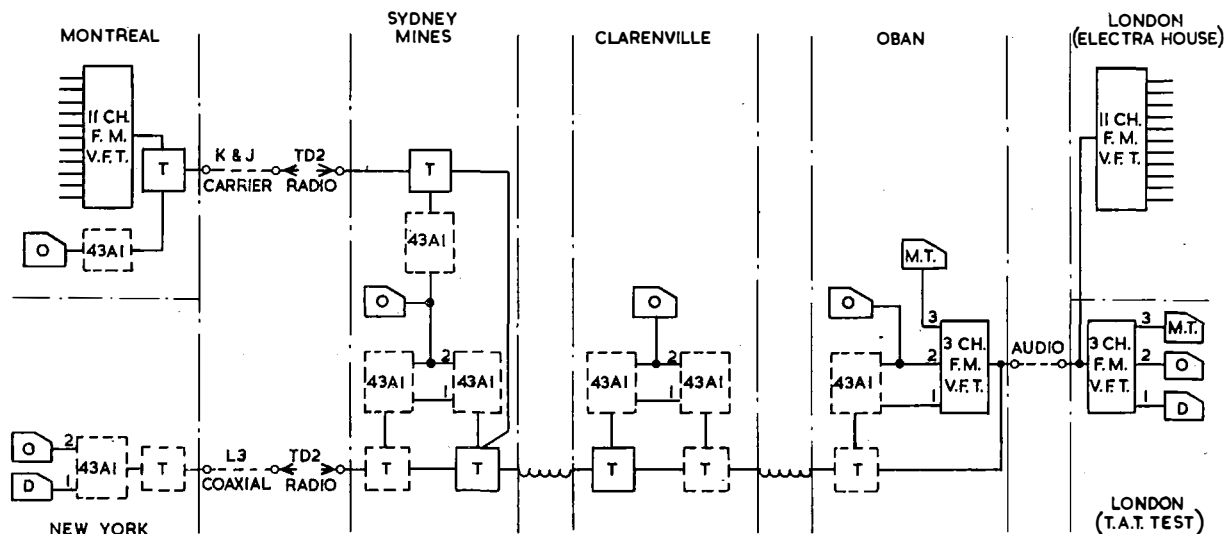 MONTREAL
SYDNEY
MINES
CLARENVILLE
OBAN
LONDON
(ELECTRA HOUSE)
11 CH.
F. M.
V.F.T.
T
O
43A1
K & J
CARRIER
TD2
RADIO
T
43A1
O
43A1
2
1
43A1
T
T
O
43A1
2
1
43A1
T
T
M.T.
O
43A1
3
2
1
3 CH.
F. M.
V.F.T.
T
AUDIO
11 CH.
F. M.
V.F.T.
3 CH.
F. M.
V.F.T.
3
M.T.
2
O
1
D
O
2
D
1
43A1
T
L3
COAXIAL
TD2
RADIO
NEW YORK
LONDON
(T.A.T. TEST)